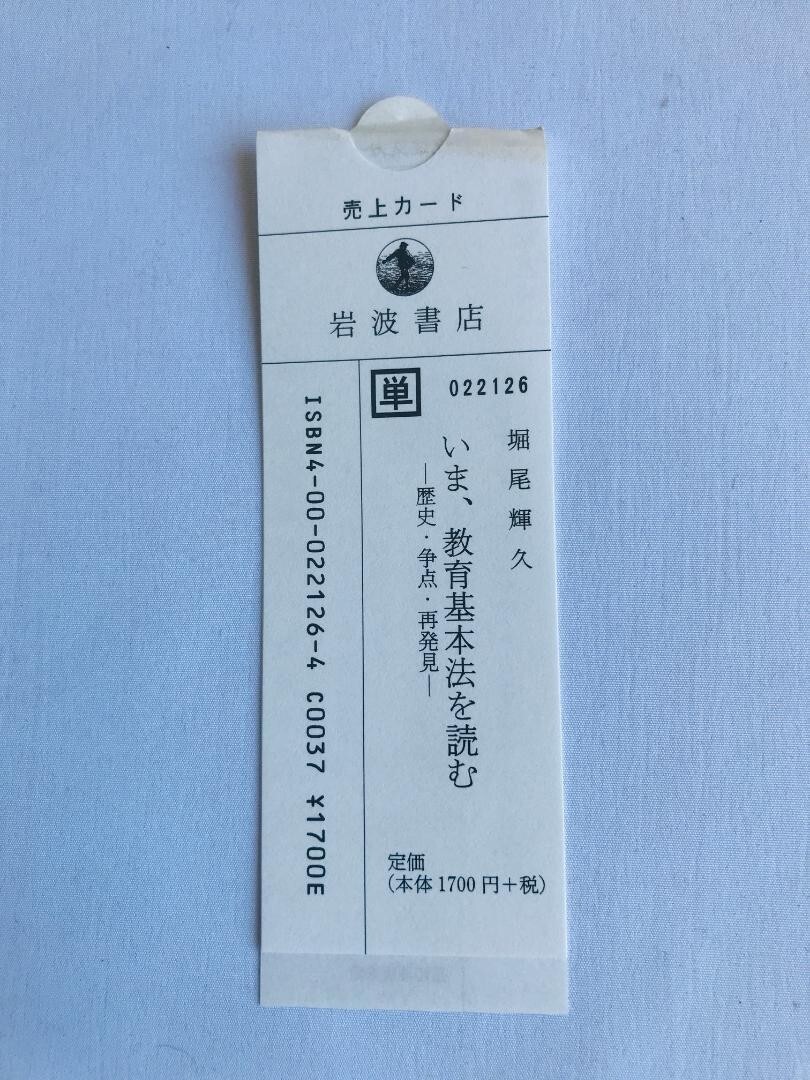 売上カード
岩波書店
単 022126
堀尾輝久
いま、教育基本法を読む
―歴史・争点・再発見―
定価
(本体1700円+税)
ISBN4-00-022126-4 C0037 ¥1700E